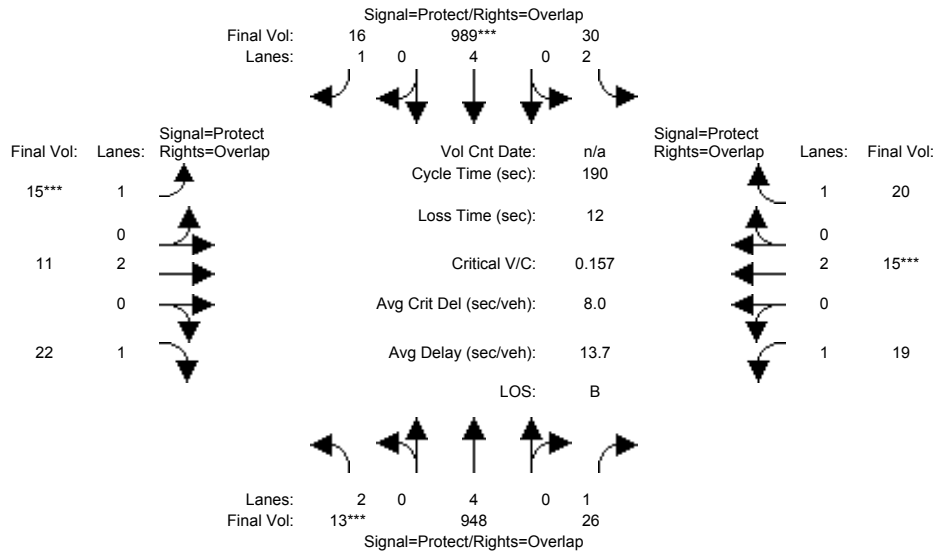 Signal=Protect/Rights=Overlap
Final Vol: 16 989*** 30
Lanes: 1 0 4 0 2
Signal=Protect
Final Vol: Lanes: Rights=Overlap
Vol Cnt Date: n/a
Signal=Protect
Rights=Overlap Lanes: Final Vol:
Cycle Time (sec): 190
15*** 1
1 20
Loss Time (sec): 12
0
0
11 2
Critical V/C: 0.157
2 15***
0
Avg Crit Del (sec/veh): 8.0
0
22 1
Avg Delay (sec/veh): 13.7
1 19
LOS: B
Lanes: 2 0 4 0 1
Final Vol: 13*** 948 26
Signal=Protect/Rights=Overlap